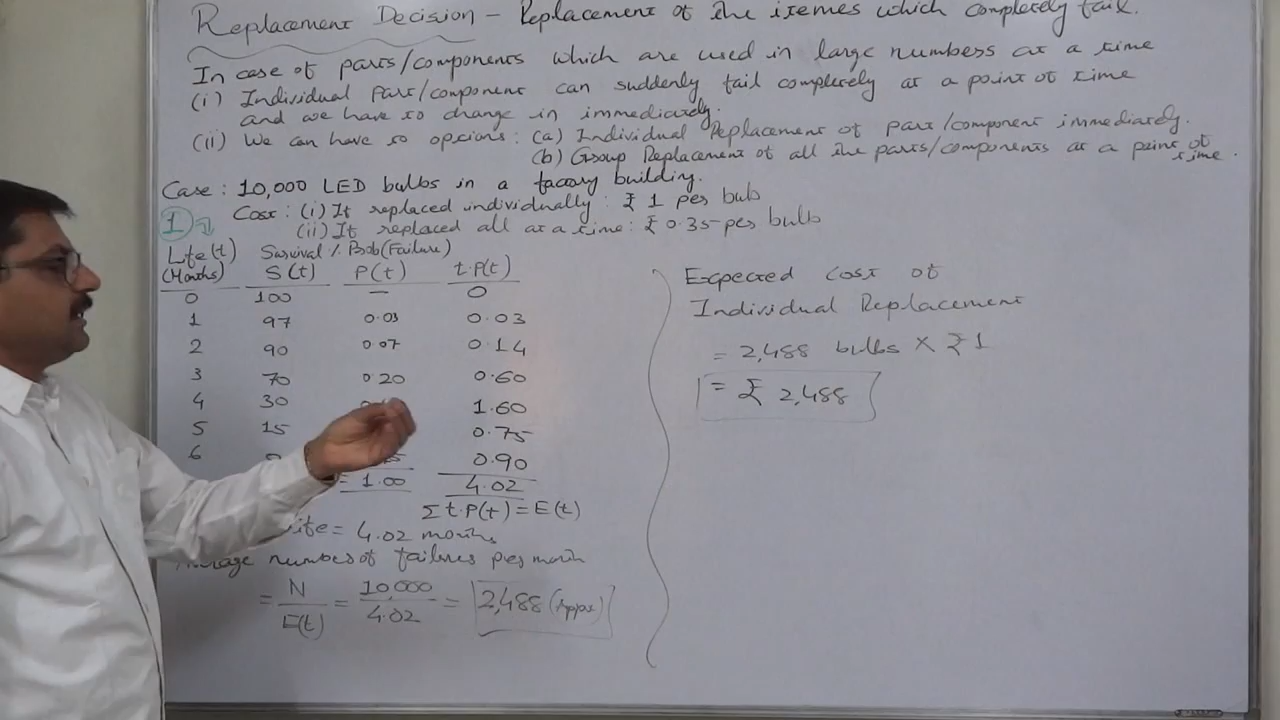 Replacement Decision – Replacement of the itemes which completely fail.
In case of parts/components which are used in large numbers at a time
(i) Individual part/component can suddenly fail completely at a point of time
and we have to change in immediately.
(ii) We can have to options: (a) Individual Replacement of part/component immediately.
(b) Group Replacement of all the parts/components at a point of time.
Case: 10,000 LED bulbs in a factory building.
Cost: (i) If replaced individually: ₹ 1 per bulb
(ii) If replaced all at a time: ₹ 0.35 per bulb
1
Life(t) Survival % Prob(Failure)
(Months) S(t) P(t) t.P(t)
0 100 – 0
1 97 0.03 0.03
2 90 0.07 0.14
3 70 0.20 0.60
4 30 1.60
5 15 0.75
6 0.90
= 1.00 4.02
Σt.P(t) = E(t)
life = 4.02 months
Average number of failures per month
= N/E(t) = 10,000/4.02 = 2,488 (Appox)
Expected Cost of
Individual Replacement
= 2,488 bulbs × ₹1
= ₹ 2,488